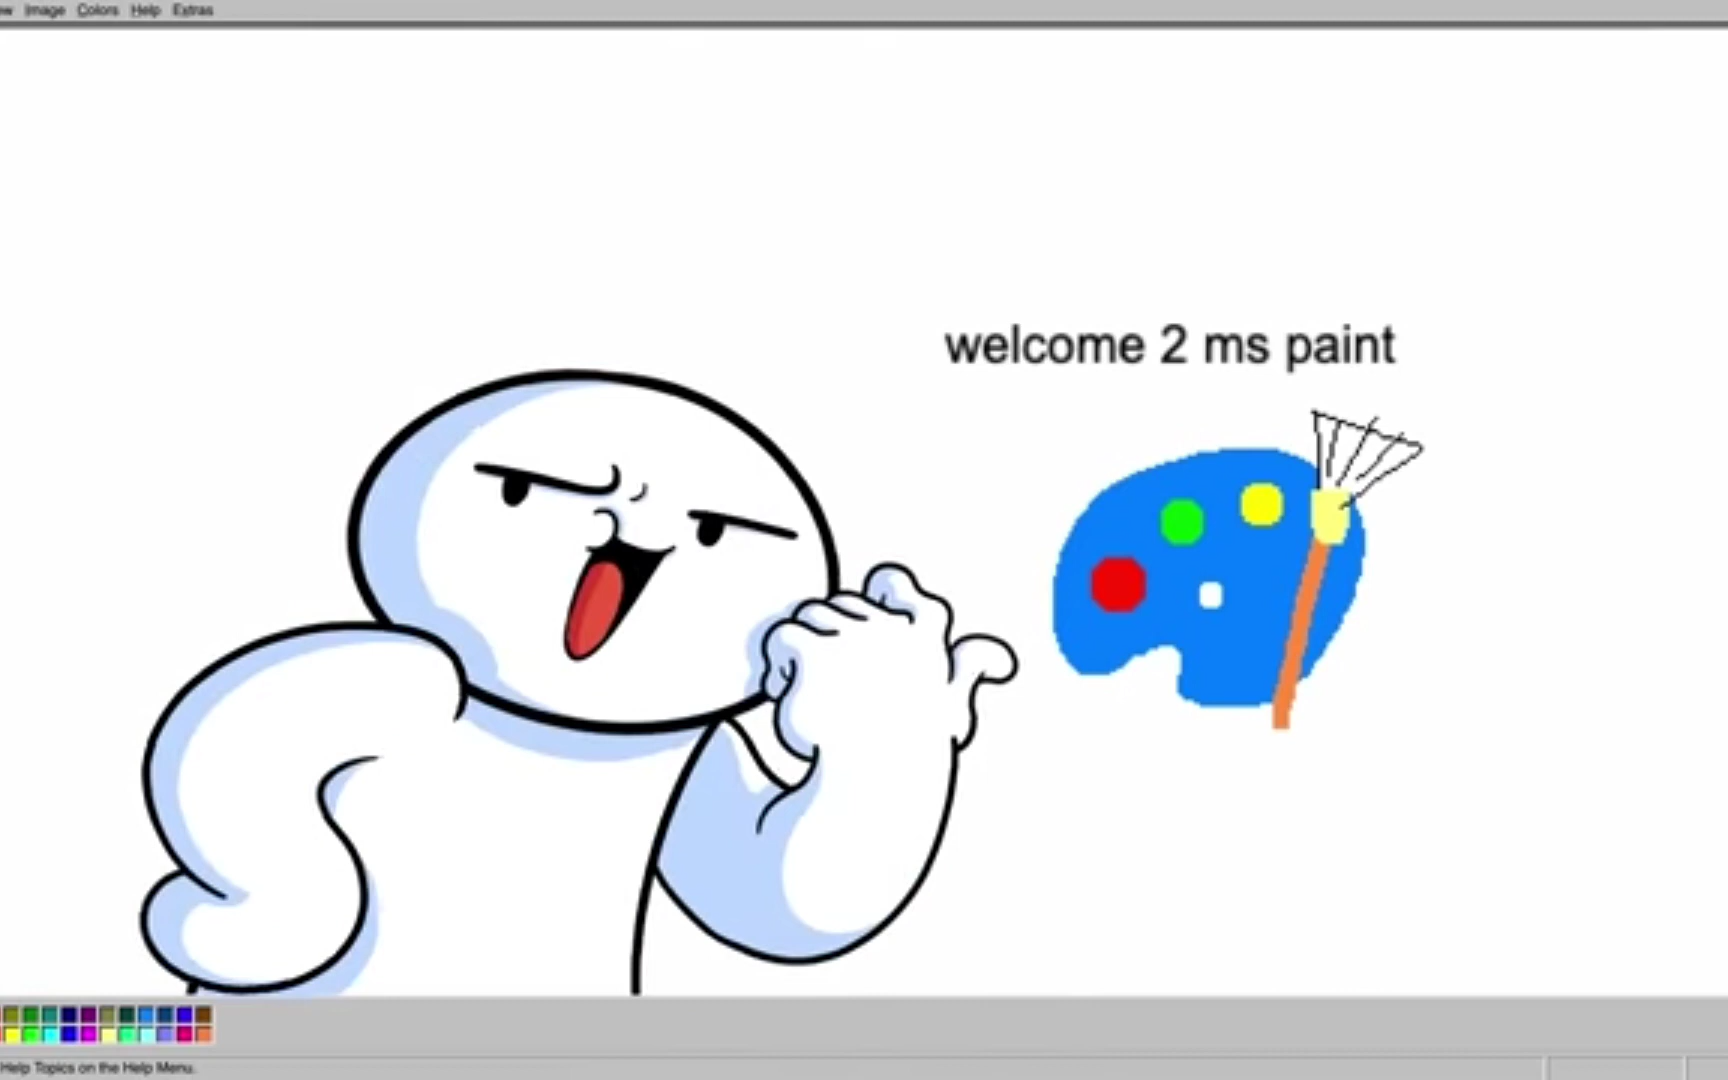 Image Colors Help Extras
welcome 2 ms paint
Help Topics on the Help Menu.